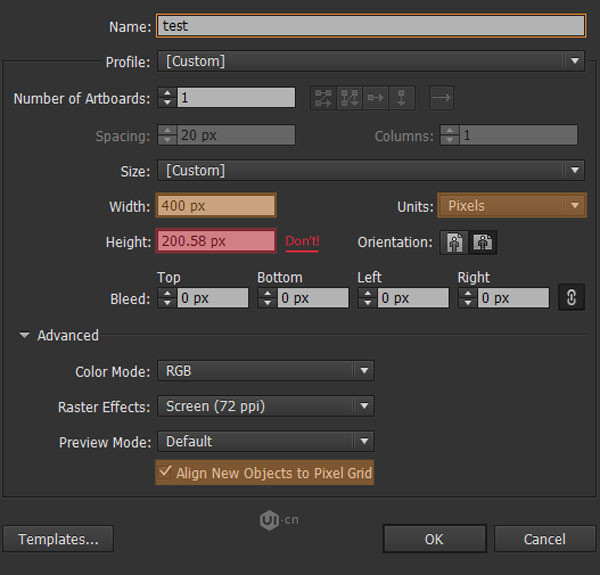 Name: test
Profile: [Custom]
Number of Artboards: 1
Spacing: 20 px Columns: 1
Size: [Custom]
Width: 400 px Units: Pixels
Height: 200.58 px Don't! Orientation:
Top Bottom Left Right
Bleed: 0 px 0 px 0 px 0 px
Advanced
Color Mode: RGB
Raster Effects: Screen (72 ppi)
Preview Mode: Default
Align New Objects to Pixel Grid
UI·cn
Templates... OK Cancel